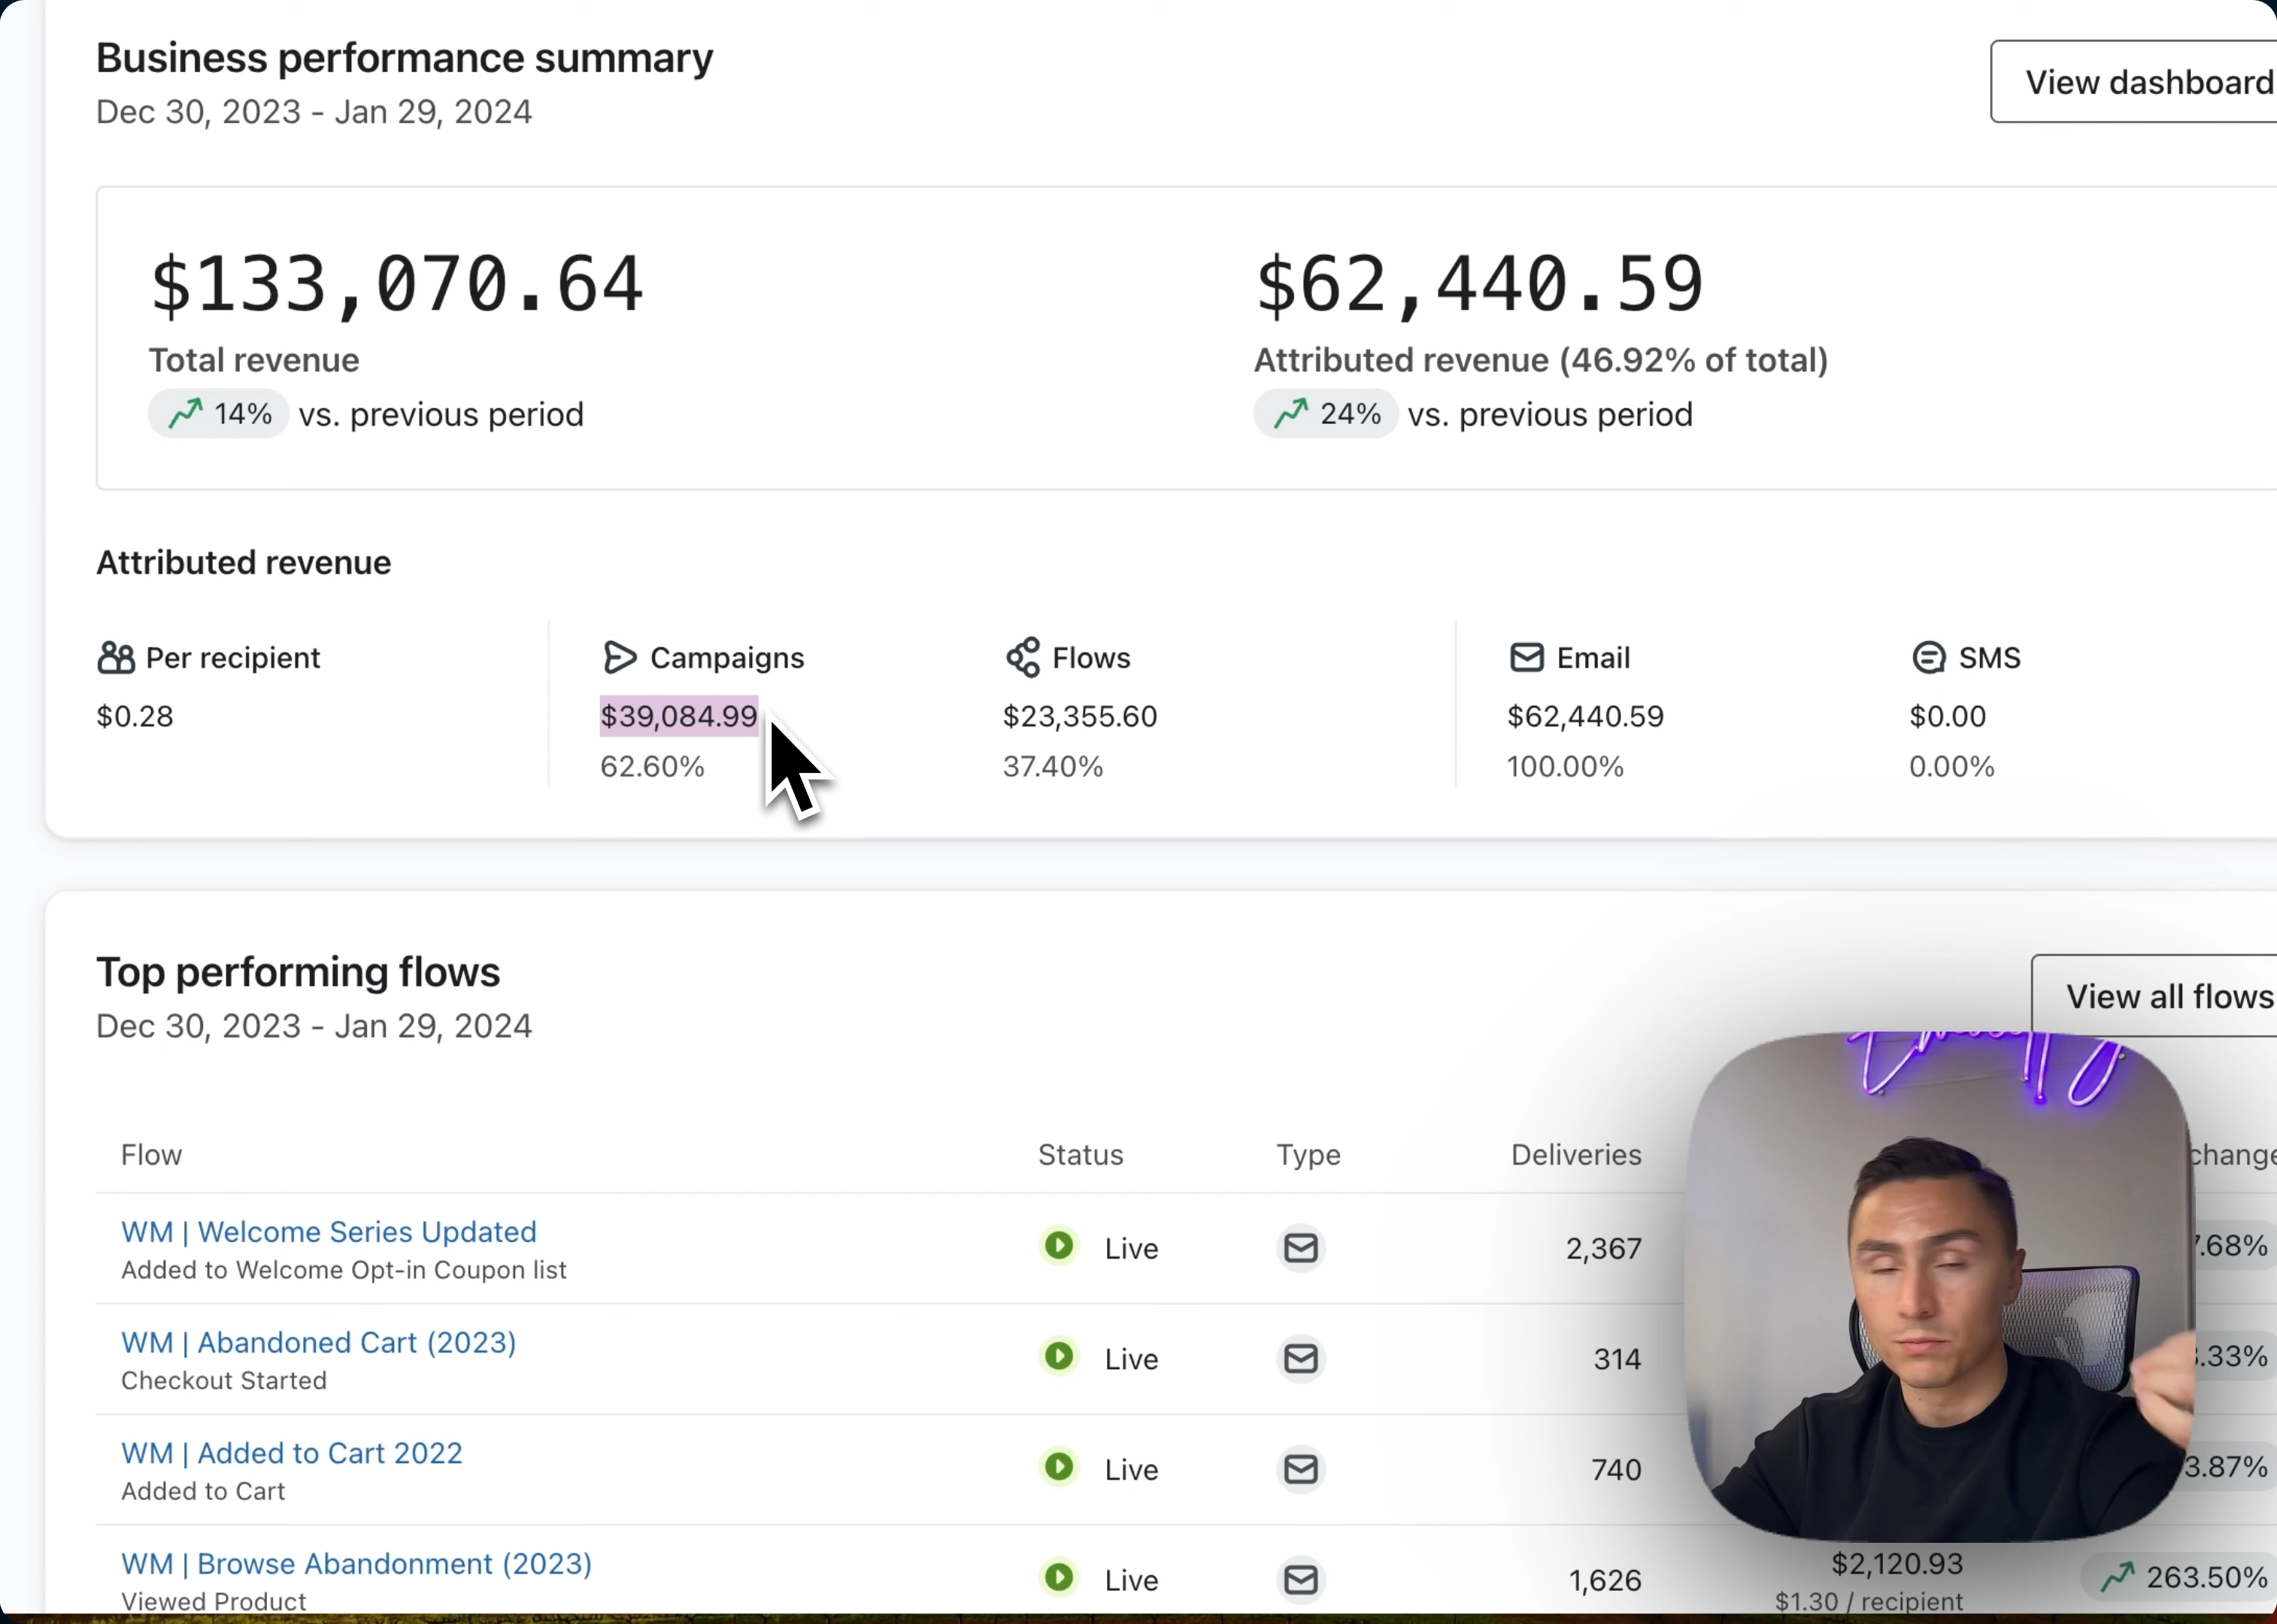 Business performance summary
View dashboard
Dec 30, 2023 - Jan 29, 2024
$133,070.64
$62,440.59
Total revenue
Attributed revenue (46.92% of total)
14% vs. previous period
24% vs. previous period
Attributed revenue
Per recipient
Campaigns
Flows
Email
SMS
$0.28
$39,084.99
$23,355.60
$62,440.59
$0.00
62.60%
37.40%
100.00%
0.00%
Top performing flows
View all flows
Dec 30, 2023 - Jan 29, 2024
Flow
Status
Type
Deliveries
change
WM | Welcome Series Updated
Added to Welcome Opt-in Coupon list
Live
2,367
.68%
WM | Abandoned Cart (2023)
Checkout Started
Live
314
.33%
WM | Added to Cart 2022
Added to Cart
Live
740
3.87%
WM | Browse Abandonment (2023)
Viewed Product
Live
1,626
$2,120.93
$1.30 / recipient
263.50%